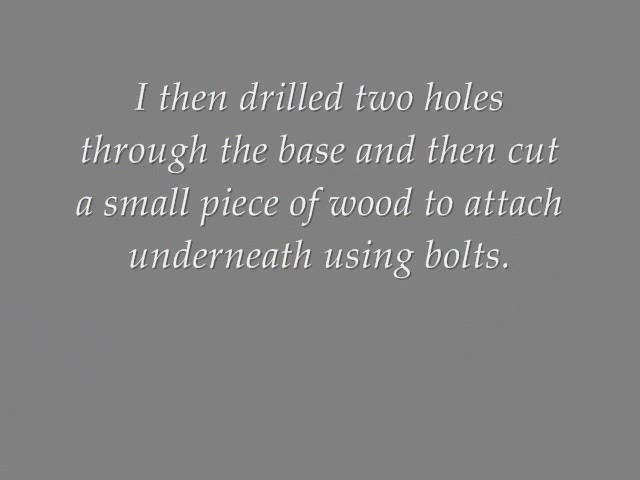 I then drilled two holes
through the base and then cut
a small piece of wood to attach
underneath using bolts.